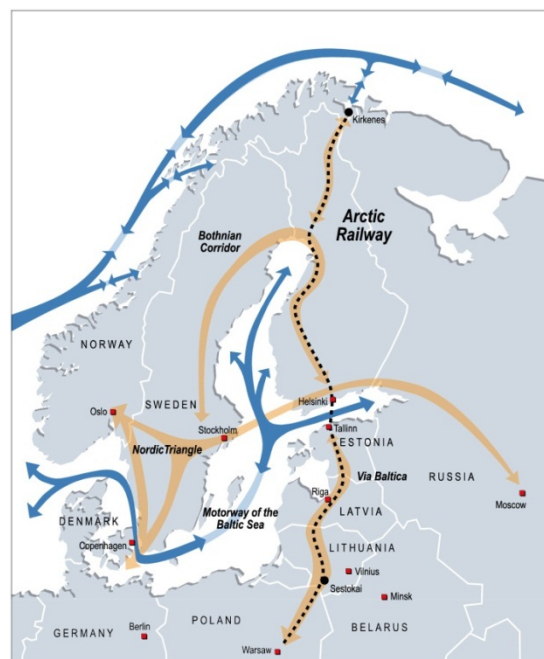 Kirkenes
Arctic
Railway
Bothnian
Corridor
NORWAY
SWEDEN
Oslo
Helsinki
Stockholm
Tallinn
ESTONIA
NordicTriangle
Via Baltica
RUSSIA
Riga
Moscow
Motorway of the
Baltic Sea
LATVIA
DENMARK
Copenhagen
LITHUANIA
Vilnius
Sestokai
Minsk
POLAND
BELARUS
GERMANY
Berlin
Warsaw